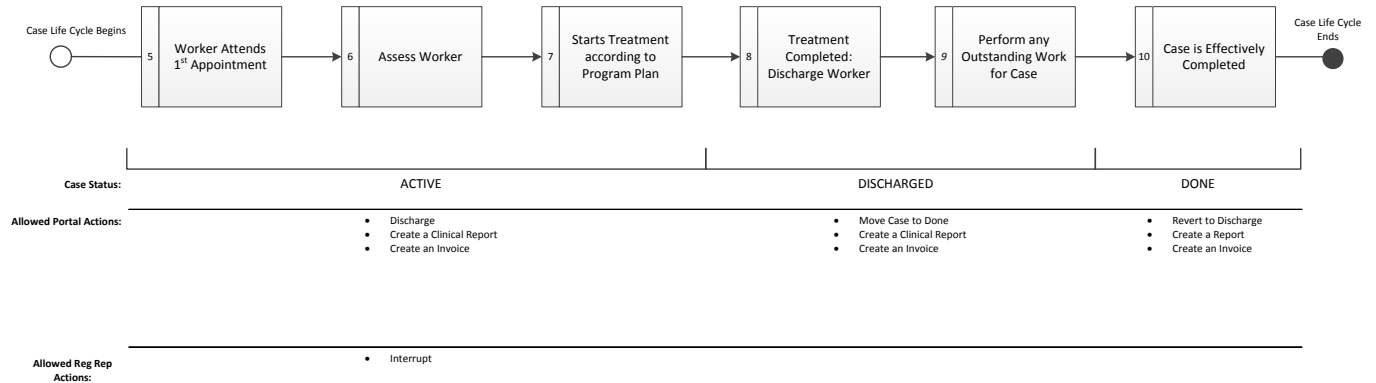 Case Life Cycle Begins
5
Worker Attends
1st Appointment
6
Assess Worker
7
Starts Treatment
according to
Program Plan
8
Treatment
Completed:
Discharge Worker
9
Perform any
Outstanding Work
for Case
10
Case is Effectively
Completed
Case Life Cycle
Ends
Case Status:
ACTIVE
DISCHARGED
DONE
Allowed Portal Actions:
• Discharge
• Create a Clinical Report
• Create an Invoice
• Move Case to Done
• Create a Clinical Report
• Create an Invoice
• Revert to Discharge
• Create a Report
• Create an Invoice
Allowed Reg Rep
Actions:
• Interrupt